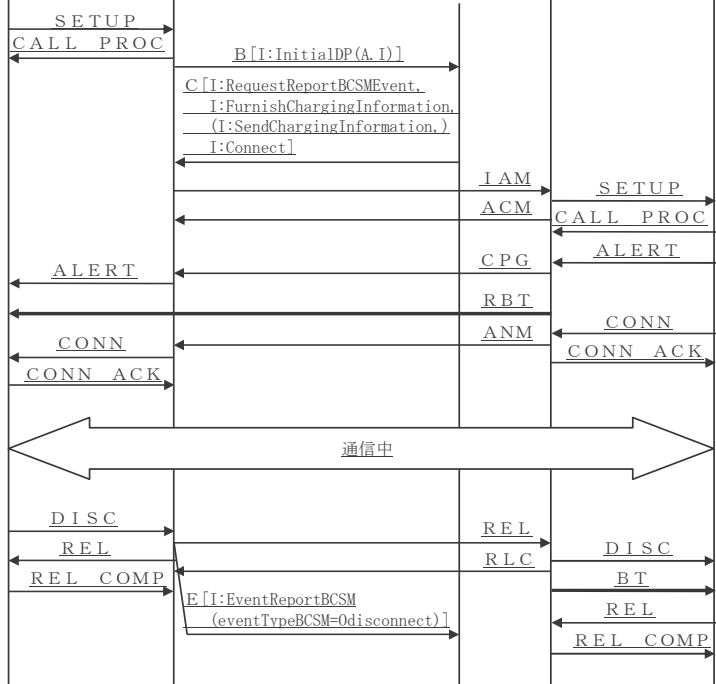 ＳＥＴＵＰ
ＣＡＬＬ　ＰＲＯＣ
Ｂ[I:InitialDP(A.I)]
Ｃ[I:RequestReportBCSMEvent,
I:FurnishChargingInformation,
(I:SendChargingInformation,)
I:Connect]
ＩＡＭ
ＳＥＴＵＰ
ＡＣＭ
ＣＡＬＬ　ＰＲＯＣ
ＡＬＥＲＴ
ＣＰＧ
ＡＬＥＲＴ
ＲＢＴ
ＣＯＮＮ
ＡＮＭ
ＣＯＮＮ
ＣＯＮＮ　ＡＣＫ
ＣＯＮＮ　ＡＣＫ
通信中
ＤＩＳＣ
ＲＥＬ
ＲＥＬ
ＤＩＳＣ
ＲＬＣ
ＲＥＬ　ＣＯＭＰ
ＢＴ
Ｅ[I:EventReportBCSM
(eventTypeBCSM=Odisconnect)]
ＲＥＬ
ＲＥＬ　ＣＯＭＰ